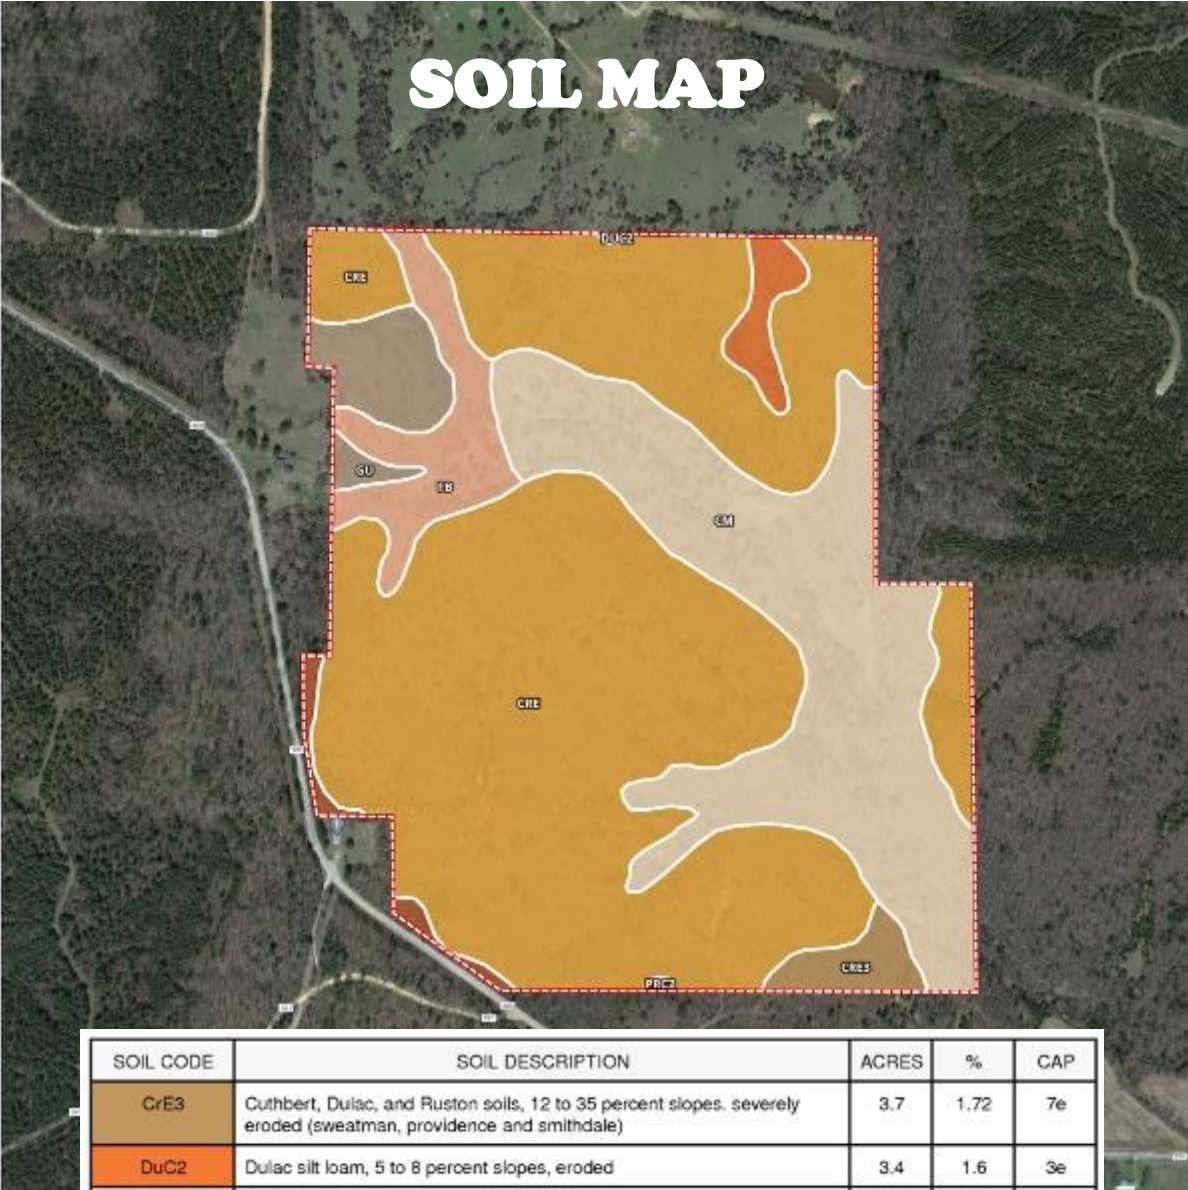 SOIL MAP
DUC2
CRE
GU
CM
CRE
CRE3
PRC2
SOIL CODE SOIL DESCRIPTION ACRES % CAP
CrE3 Cuthbert, Dulac, and Ruston soils, 12 to 35 percent slopes, severely eroded (sweatman, providence and smithdale) 3.7 1.72 7e
DuC2 Dulac silt loam, 5 to 8 percent slopes, eroded 3.4 1.6 3e